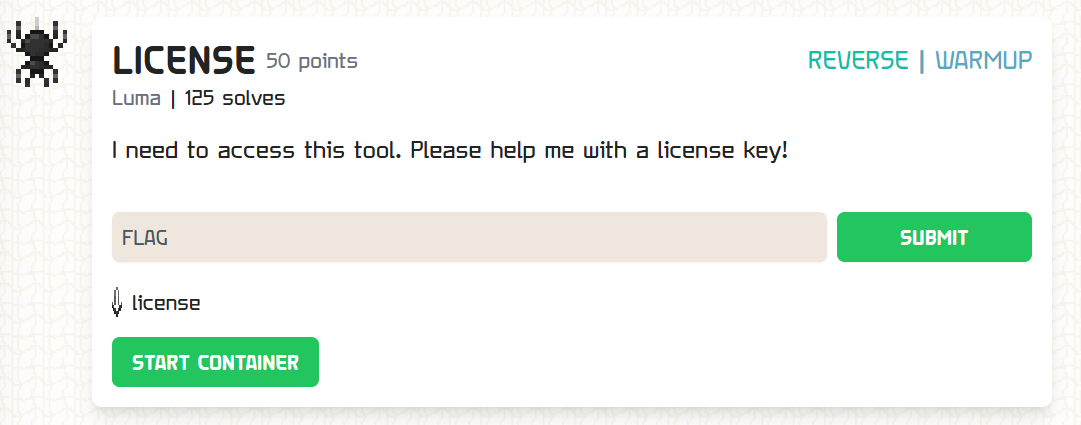 LICENSE 50 points REVERSE | WARMUP
Luma | 125 solves
I need to access this tool. Please help me with a license key!
FLAG SUBMIT
license
START CONTAINER